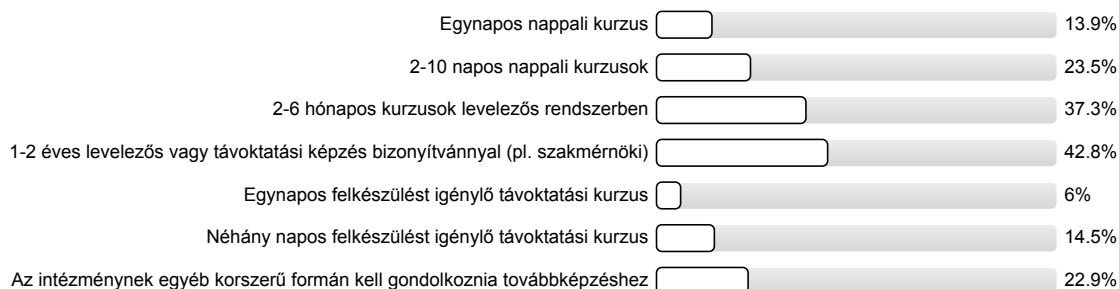 Egynapos nappali kurzus 13.9%
2-10 napos nappali kurzusok 23.5%
2-6 hónapos kurzusok levelezős rendszerben 37.3%
1-2 éves levelezős vagy távoktatási képzés bizonyítvánnyal (pl. szakmérnöki) 42.8%
Egynapos felkészülést igénylő távoktatási kurzus 6%
Néhány napos felkészülést igénylő távoktatási kurzus 14.5%
Az intézménynek egyéb korszerű formán kell gondolkoznia továbbképzéshez 22.9%